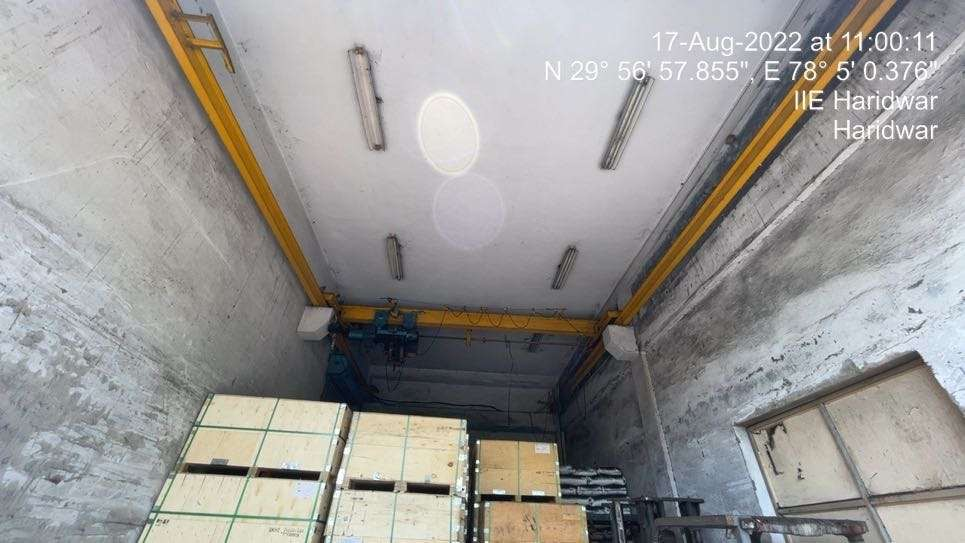 17-Aug-2022 at 11:00:11
N 29° 56' 57.855", E 78° 5' 0.376"
IIE Haridwar
Haridwar